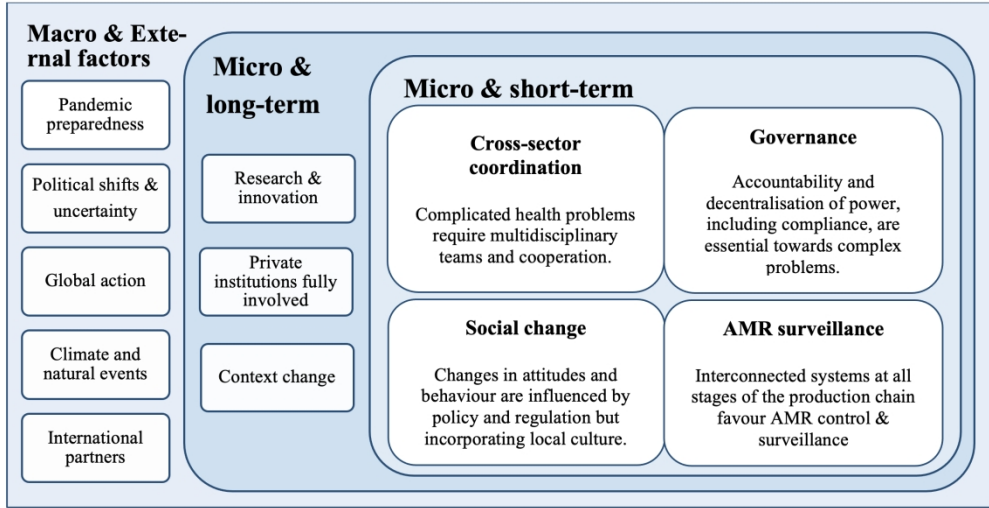 Macro & Exte-
rnal factors
Pandemic
preparedness
Political shifts &
uncertainty
Global action
Climate and
natural events
International
partners
Micro &
long-term
Research &
innovation
Private
institutions fully
involved
Context change
Micro & short-term
Cross-sector
coordination
Complicated health problems
require multidisciplinary
teams and cooperation.
Governance
Accountability and
decentralisation of power,
including compliance, are
essential towards complex
problems.
Social change
Changes in attitudes and
behaviour are influenced by
policy and regulation but
incorporating local culture.
AMR surveillance
Interconnected systems at all
stages of the production chain
favour AMR control &
surveillance